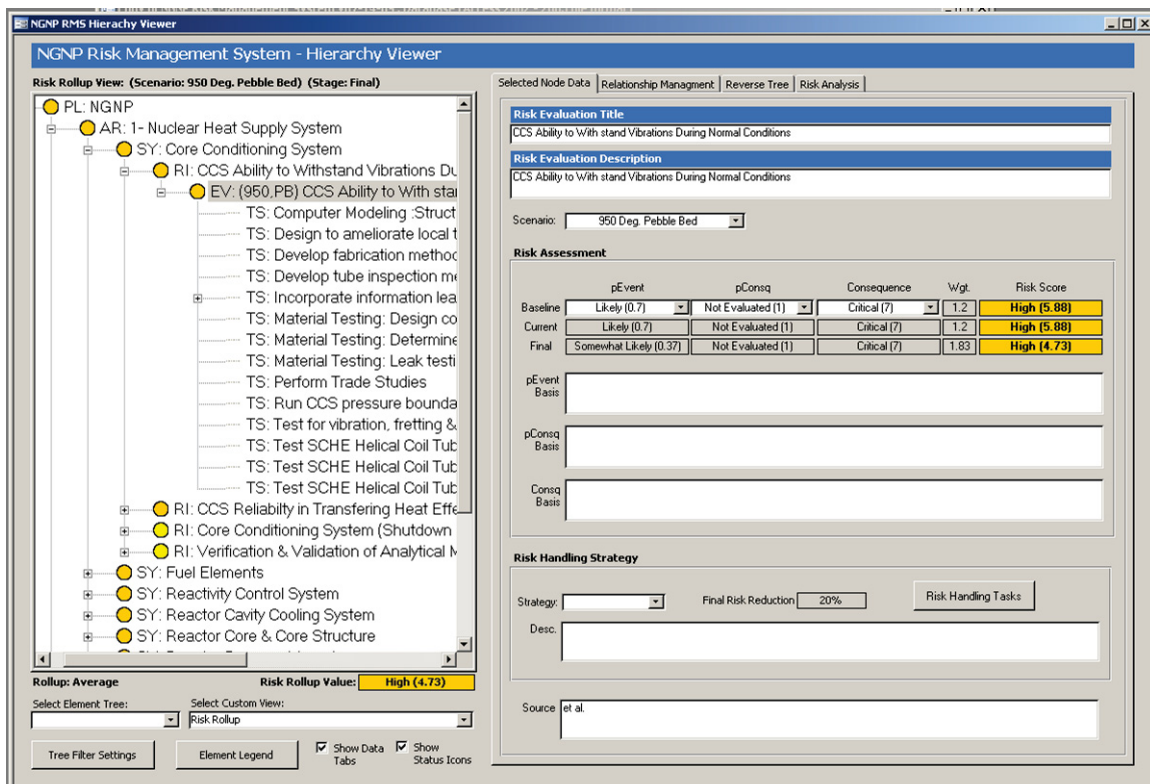 NGNP RMS Hierachy Viewer
NGNP Risk Management System - Hierarchy Viewer
Risk Rollup View: (Scenario: 950 Deg. Pebble Bed) (Stage: Final)
PL: NGNP
AR: 1- Nuclear Heat Supply System
SY: Core Conditioning System
RI: CCS Ability to Withstand Vibrations Du
EV: (950,PB) CCS Ability to With star
TS: Computer Modeling :Struct
TS: Design to ameliorate local t
TS: Develop fabrication method
TS: Develop tube inspection me
TS: Incorporate information lea
TS: Material Testing: Design co
TS: Material Testing: Determine
TS: Material Testing: Leak testi
TS: Perform Trade Studies
TS: Run CCS pressure bounda
TS: Test for vibration, fretting &
TS: Test SCHE Helical Coil Tub
TS: Test SCHE Helical Coil Tub
TS: Test SCHE Helical Coil Tub
RI: CCS Reliabilty in Transfering Heat Effe
RI: Core Conditioning System (Shutdown
RI: Verification & Validation of Analytical M
SY: Fuel Elements
SY: Reactivity Control System
SY: Reactor Cavity Cooling System
SY: Reactor Core & Core Structure
Rollup: Average Risk Rollup Value: High (4.73)
Select Element Tree: Select Custom View:
Risk Rollup
Tree Filter Settings Element Legend Show Data Tabs Show Status Icons
Selected Node Data Relationship Managment Reverse Tree Risk Analysis
Risk Evaluation Title
CCS Ability to With stand Vibrations During Normal Conditions
Risk Evaluation Description
CCS Ability to With stand Vibrations During Normal Conditions
Scenario: 950 Deg. Pebble Bed
Risk Assessment
pEvent pConsq Consequence Wgt. Risk Score
Baseline Likely (0.7) Not Evaluated (1) Critical (7) 1.2 High (5.88)
Current Likely (0.7) Not Evaluated (1) Critical (7) 1.2 High (5.88)
Final Somewhat Likely (0.37) Not Evaluated (1) Critical (7) 1.83 High (4.73)
pEvent
Basis
pConsq
Basis
Consq
Basis
Risk Handling Strategy
Strategy: Final Risk Reduction 20% Risk Handling Tasks
Desc.
Source et al.